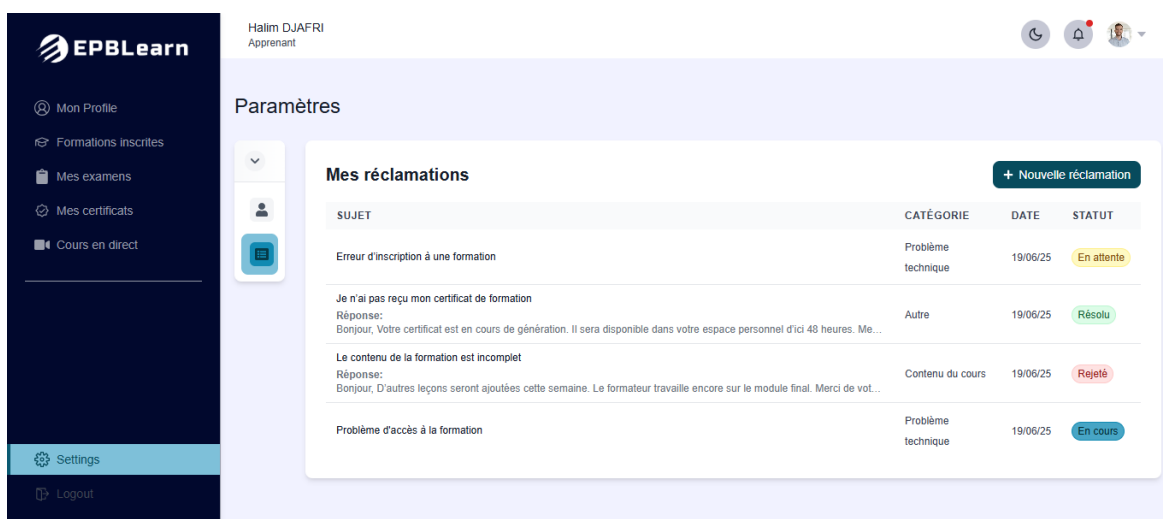 EPBLearn
Halim DJAFRI
Apprenant
Mon Profile
Formations inscrites
Mes examens
Mes certificats
Cours en direct
Settings
Logout
Paramètres
Mes réclamations
+ Nouvelle réclamation
SUJET CATÉGORIE DATE STATUT
Erreur d'inscription à une formation
Problème
technique
19/06/25
En attente
Je n'ai pas reçu mon certificat de formation
Réponse:
Bonjour, Votre certificat est en cours de génération. Il sera disponible dans votre espace personnel d'ici 48 heures. Me...
Autre
19/06/25
Résolu
Le contenu de la formation est incomplet
Réponse:
Bonjour, D'autres leçons seront ajoutées cette semaine. Le formateur travaille encore sur le module final. Merci de vot...
Contenu du cours
19/06/25
Rejeté
Problème d'accès à la formation
Problème
technique
19/06/25
En cours